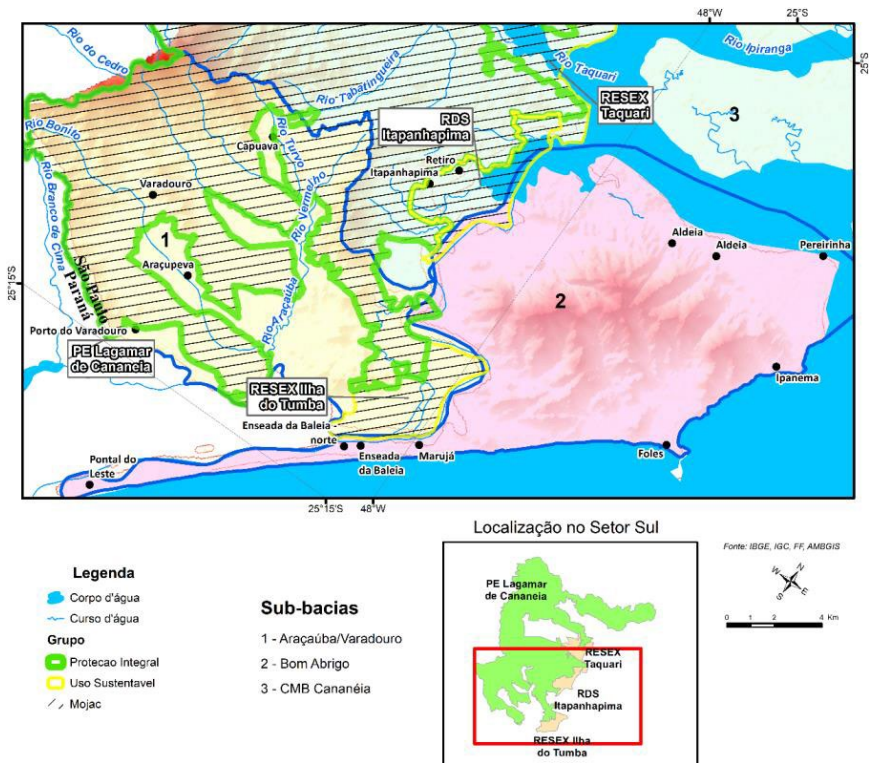 48°W
25°S
Rio do Cedro
Rio Ipiranga
Rio Taquari
25°S
Rio Tabatingueira
RESEX
Taquari
3
RDS
Itapanhapima
Rio Bonito
Rio Turvo
Capuava
Retiro
Itapanhapima
Rio Branco de Cima
Varadouro
Rio Vermelho
Aldeia
Aldeia
Pereirinha
1
Araçupeva
2
São Paulo
Paraná
25°15'S
Rio Araçaúba
Porto do Varadouro
PE Lagamar
de Cananeia
Ipanema
RESEX Ilha
do Tumba
Enseada da Baleia -
norte
Enseada
da Baleia
Marujá
Foles
Pontal do
Leste
25°15'S
48°W
Localização no Setor Sul
Fonte: IBGE, IGC, FF, AMBGIS
Legenda
Corpo d'água
Curso d'água
Grupo
Protecao Integral
Uso Sustentavel
Mojac
Sub-bacias
1 - Araçaúba/Varadouro
2 - Bom Abrigo
3 - CMB Cananéia
PE Lagamar
de Cananeia
RESEX
Taquari
RDS
Itapanhapima
RESEX Ilha
do Tumba
N
W
E
S
0 1 2 4 Km